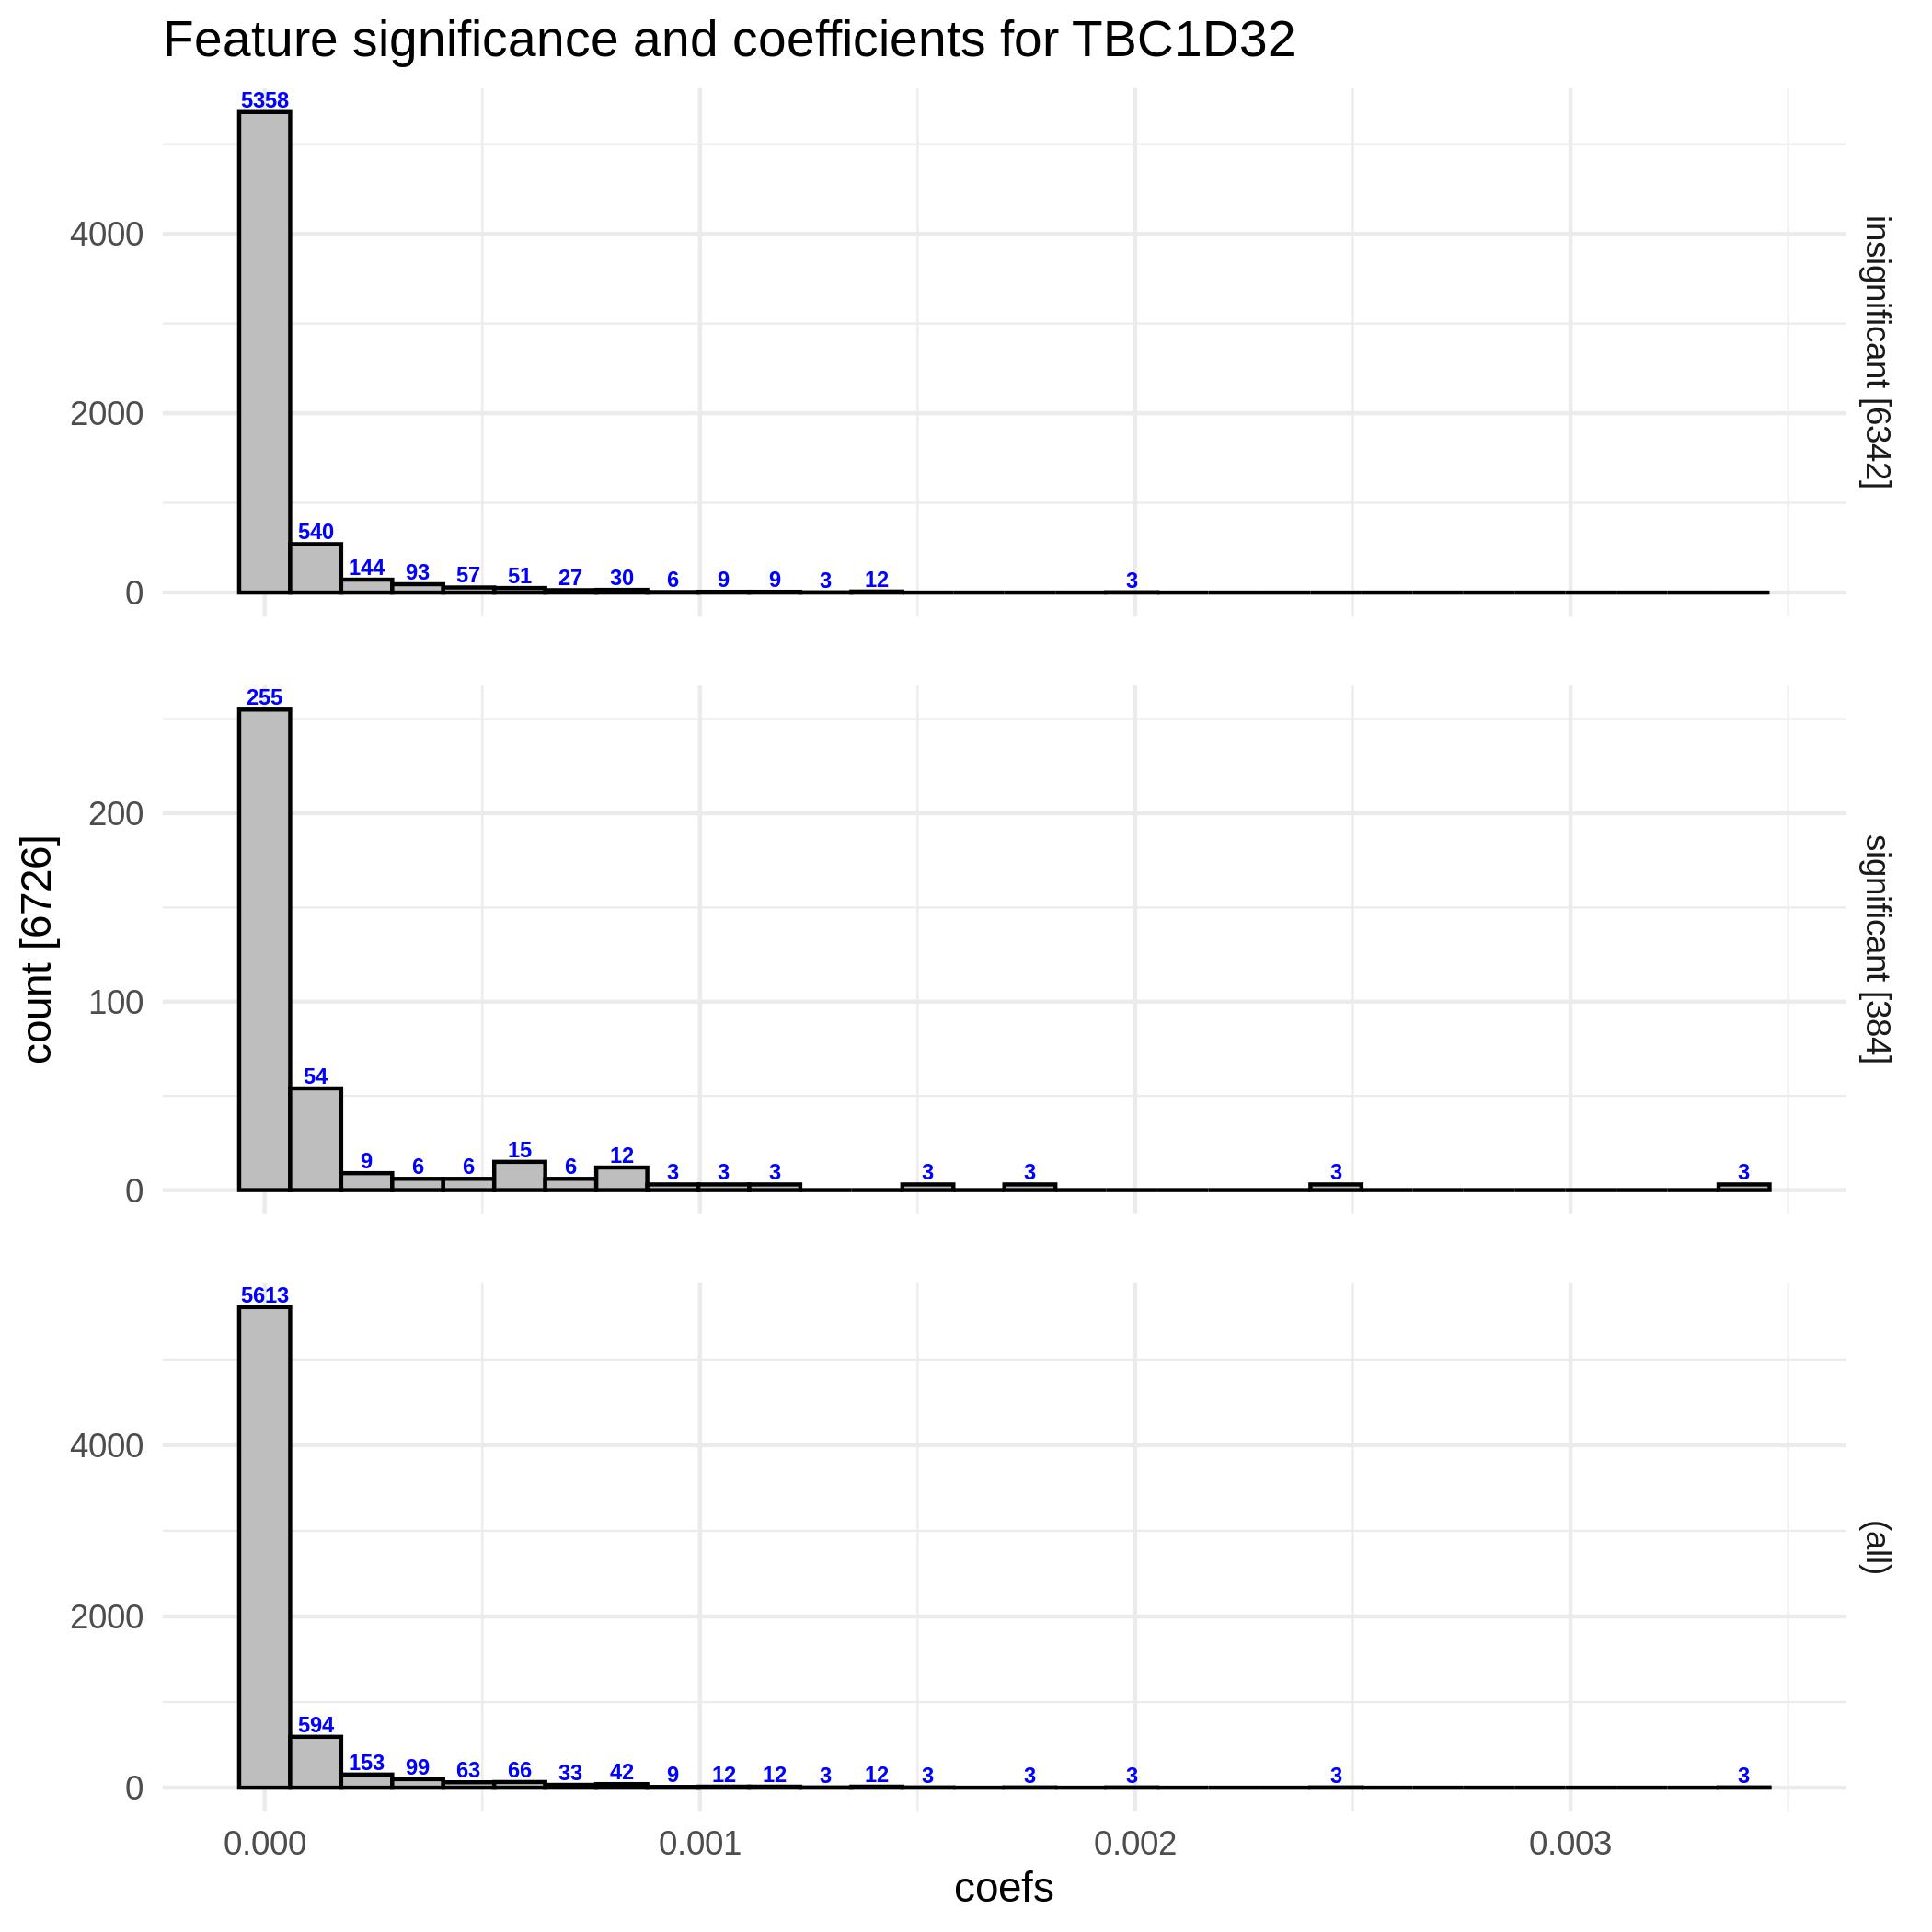 Feature significance and coefficients for TBC1D32
5358
540
144 93 57 51 27 30 6 9 9 3 12 3
4000
2000
0
insignificant [6342]
255
54
9 6 6 15 6 12 3 3 3 3 3 3 3
200
100
0
significant [384]
count [6726]
5613
594
153 99 63 66 33 42 9 12 12 3 12 3 3 3 3 3
4000
2000
0
(all)
0.000 0.001 0.002 0.003
coefs